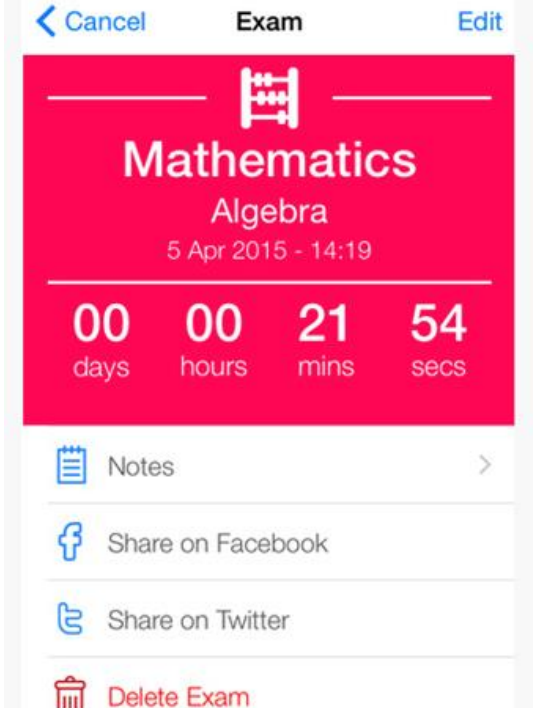 Cancel Exam Edit
Mathematics
Algebra
5 Apr 2015 - 14:19
00 00 21 54
days hours mins secs
Notes
Share on Facebook
Share on Twitter
Delete Exam